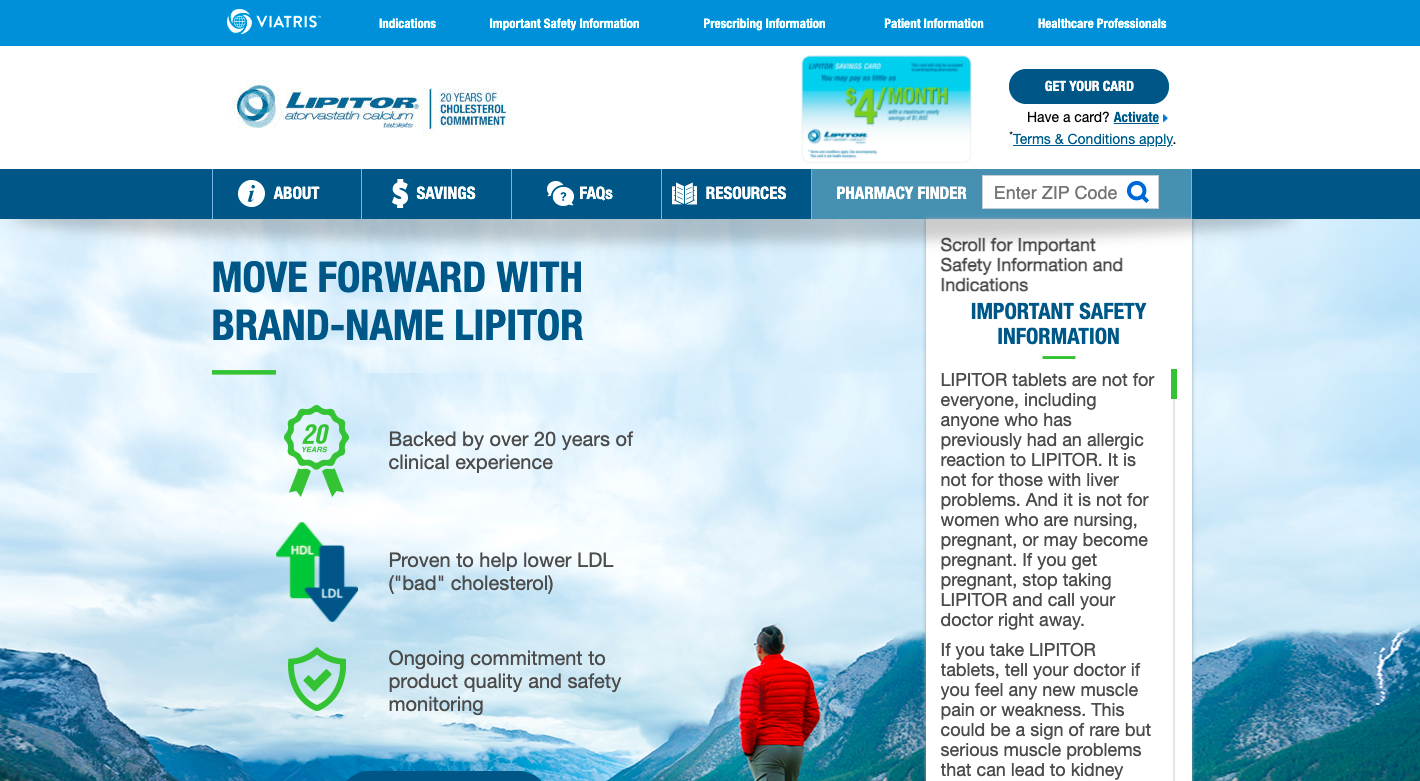 VIATRIS™
Indications
Important Safety Information
Prescribing Information
Patient Information
Healthcare Professionals
LIPITOR®
atorvastatin calcium
tablets
20 YEARS OF
CHOLESTEROL
COMMITMENT
LIPITOR SAVINGS CARD
You may pay as little as
$4/MONTH
with a maximum yearly
savings of $1,800
LIPITOR
GET YOUR CARD
Have a card? Activate
*Terms & Conditions apply.
ABOUT
SAVINGS
FAQs
RESOURCES
PHARMACY FINDER
Enter ZIP Code
MOVE FORWARD WITH
BRAND-NAME LIPITOR
20
YEARS
Backed by over 20 years of
clinical experience
HDL
LDL
Proven to help lower LDL
("bad" cholesterol)
Ongoing commitment to
product quality and safety
monitoring
Scroll for Important
Safety Information and
Indications
IMPORTANT SAFETY
INFORMATION
LIPITOR tablets are not for
everyone, including
anyone who has
previously had an allergic
reaction to LIPITOR. It is
not for those with liver
problems. And it is not for
women who are nursing,
pregnant, or may become
pregnant. If you get
pregnant, stop taking
LIPITOR and call your
doctor right away.
If you take LIPITOR
tablets, tell your doctor if
you feel any new muscle
pain or weakness. This
could be a sign of rare but
serious muscle problems
that can lead to kidney